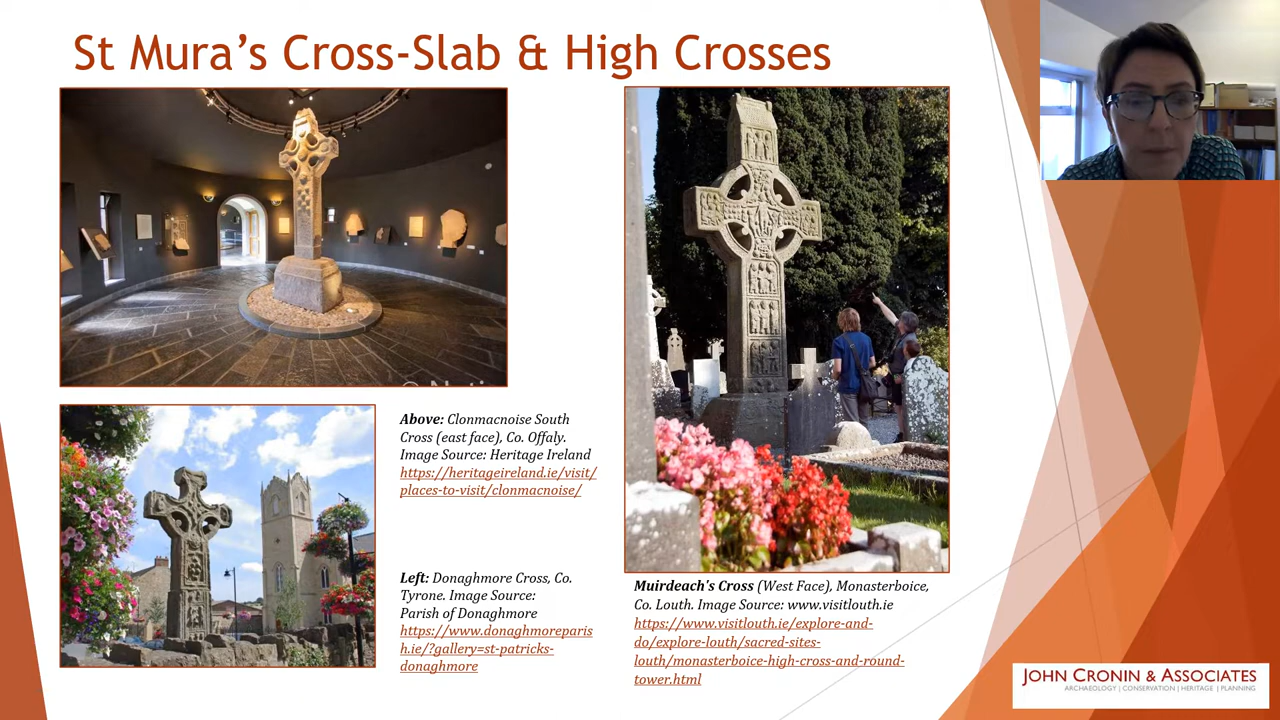 St Mura's Cross-Slab & High Crosses
Above: Clonmacnoise South
Cross (east face), Co. Offaly.
Image Source: Heritage Ireland
https://heritageireland.ie/visit/
places-to-visit/clonmacnoise/
Left: Donaghmore Cross, Co.
Tyrone. Image Source:
Parish of Donaghmore
https://www.donaghmoreparis
h.ie/?gallery=st-patricks-
donaghmore
Muirdeach's Cross (West Face), Monasterboice,
Co. Louth. Image Source: www.visitlouth.ie
https://www.visitlouth.ie/explore-and-
do/explore-louth/sacred-sites-
louth/monasterboice-high-cross-and-round-
tower.html
JOHN CRONIN & ASSOCIATES
ARCHAEOLOGY | CONSERVATION | HERITAGE | PLANNING